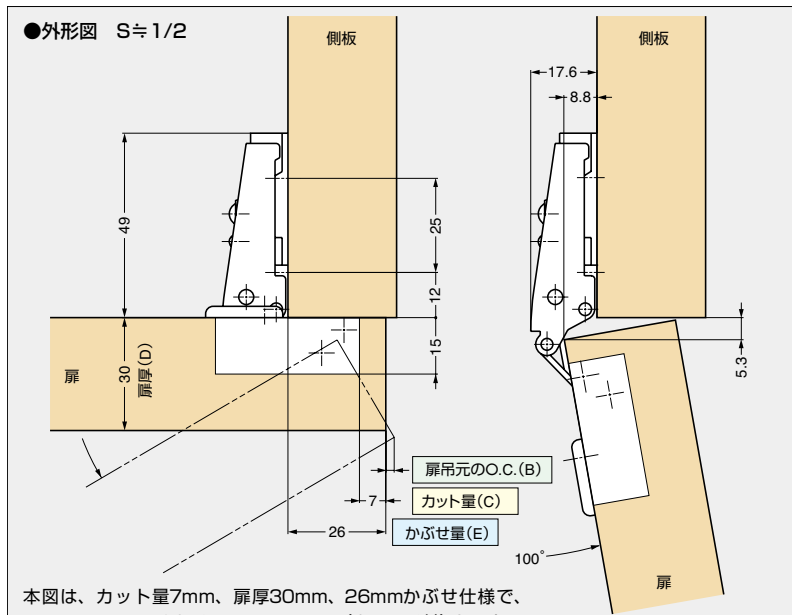 ●外形図 S≒1/2
側板
側板
17.6
8.8
49
25
12
15
30
扉厚(D)
扉
5.3
扉吊元のO.C.(B)
7
カット量(C)
26
かぶせ量(E)
100°
扉
本図は、カット量7mm、扉厚30mm、26mmかぶせ仕様で、